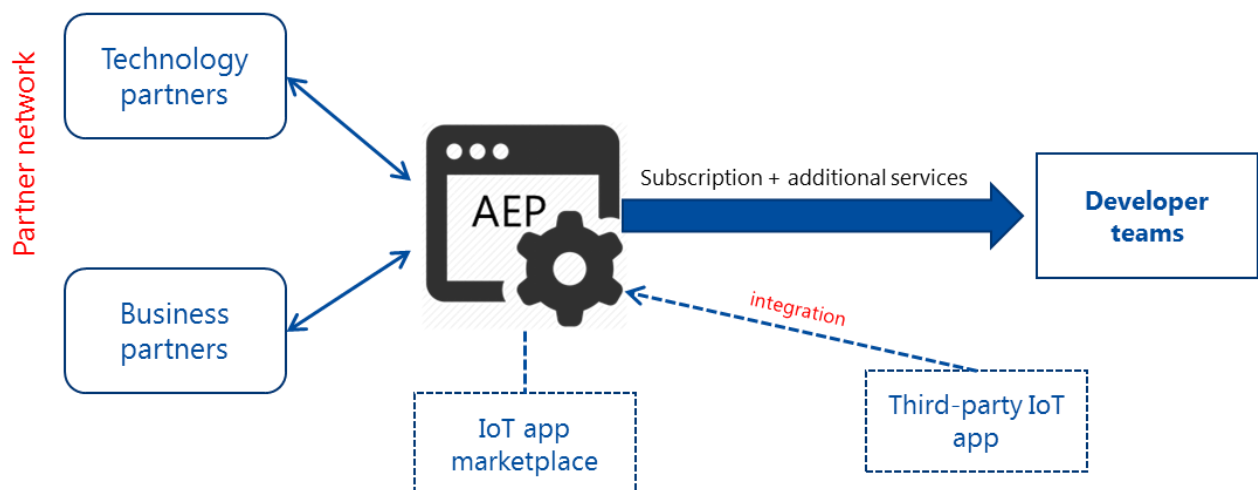 Partner network
Technology
partners
Business
partners
AEP
Subscription + additional services
Developer
teams
integration
IoT app
marketplace
Third-party IoT
app